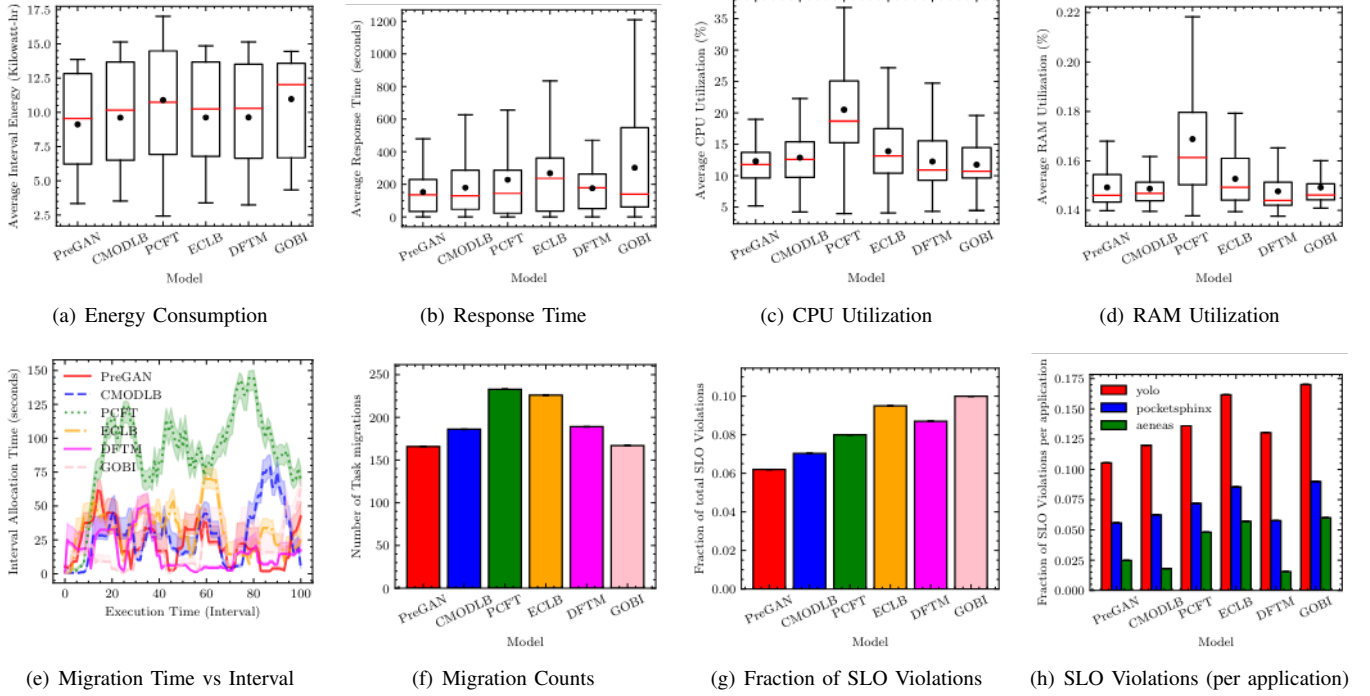 Average Interval Energy (Kilowatt-hr)
17.5
15.0
12.5
10.0
7.5
5.0
2.5
PreGAN
CMODLB
PCFT
ECLB
DFTM
GOBI
Model
(a) Energy Consumption
Average Response Time (seconds)
1200
1000
800
600
400
200
0
PreGAN
CMODLB
PCFT
ECLB
DFTM
GOBI
Model
(b) Response Time
Average CPU Utilization (%)
35
30
25
20
15
10
5
PreGAN
CMODLB
PCFT
ECLB
DFTM
GOBI
Model
(c) CPU Utilization
Average RAM Utilization (%)
0.22
0.20
0.18
0.16
0.14
PreGAN
CMODLB
PCFT
ECLB
DFTM
GOBI
Model
(d) RAM Utilization
Interval Allocation Time (seconds)
150
125
100
75
50
25
0
PreGAN
CMODLB
PCFT
ECLB
DFTM
GOBI
0 20 40 60 80 100
Execution Time (Interval)
(e) Migration Time vs Interval
Number of Task migrations
250
200
150
100
50
0
PreGAN
CMODLB
PCFT
ECLB
DFTM
GOBI
Model
(f) Migration Counts
Fraction of total SLO Violations
0.10
0.08
0.06
0.04
0.02
0.00
PreGAN
CMODLB
PCFT
ECLB
DFTM
GOBI
Model
(g) Fraction of SLO Violations
Fraction of SLO Violations per application
0.175
0.150
0.125
0.100
0.075
0.050
0.025
0.000
yolo
pocketsphinx
aeneas
PreGAN
CMODLB
PCFT
ECLB
DFTM
GOBI
Model
(h) SLO Violations (per application)